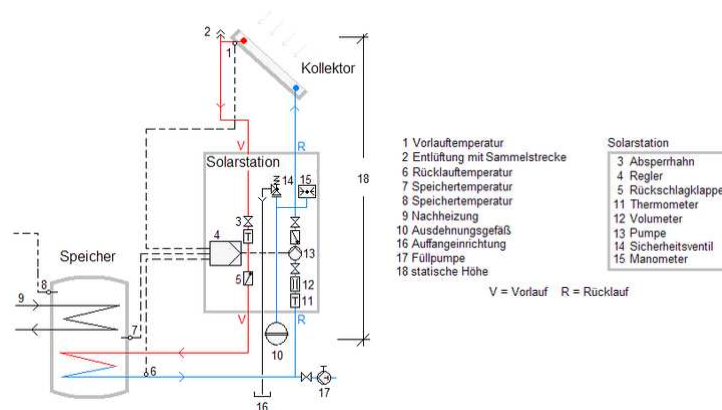 2
1
Kollektor
V
R
Solarstation
14
15
18
3
4
13
5
12
11
Speicher
8
9
7
V
R
10
6
16
17
1 Vorlauftemperatur
2 Entlüftung mit Sammelstrecke
6 Rücklauftemperatur
7 Speichertemperatur
8 Speichertemperatur
9 Nachheizung
10 Ausdehnungsgefäß
16 Auffangeinrichtung
17 Füllpumpe
18 statische Höhe
Solarstation
3 Absperrhahn
4 Regler
5 Rückschlagklappe
11 Thermometer
12 Volumeter
13 Pumpe
14 Sicherheitsventil
15 Manometer
V = Vorlauf R = Rücklauf
T
T